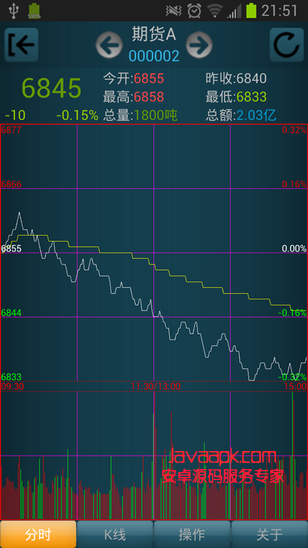 21:51
期货A
000002
6845
今开:6855 昨收:6840
最高:6858 最低:6833
-10 -0.15% 总量:1800吨 总额:2.03亿
6877 0.32%
6866 0.16%
6855 0.00%
6844 -0.16%
6833 -0.32%
09:30 11:30/13:00 15:00
javaapk.com
安卓源码服务专家
分时 K线 操作 关于